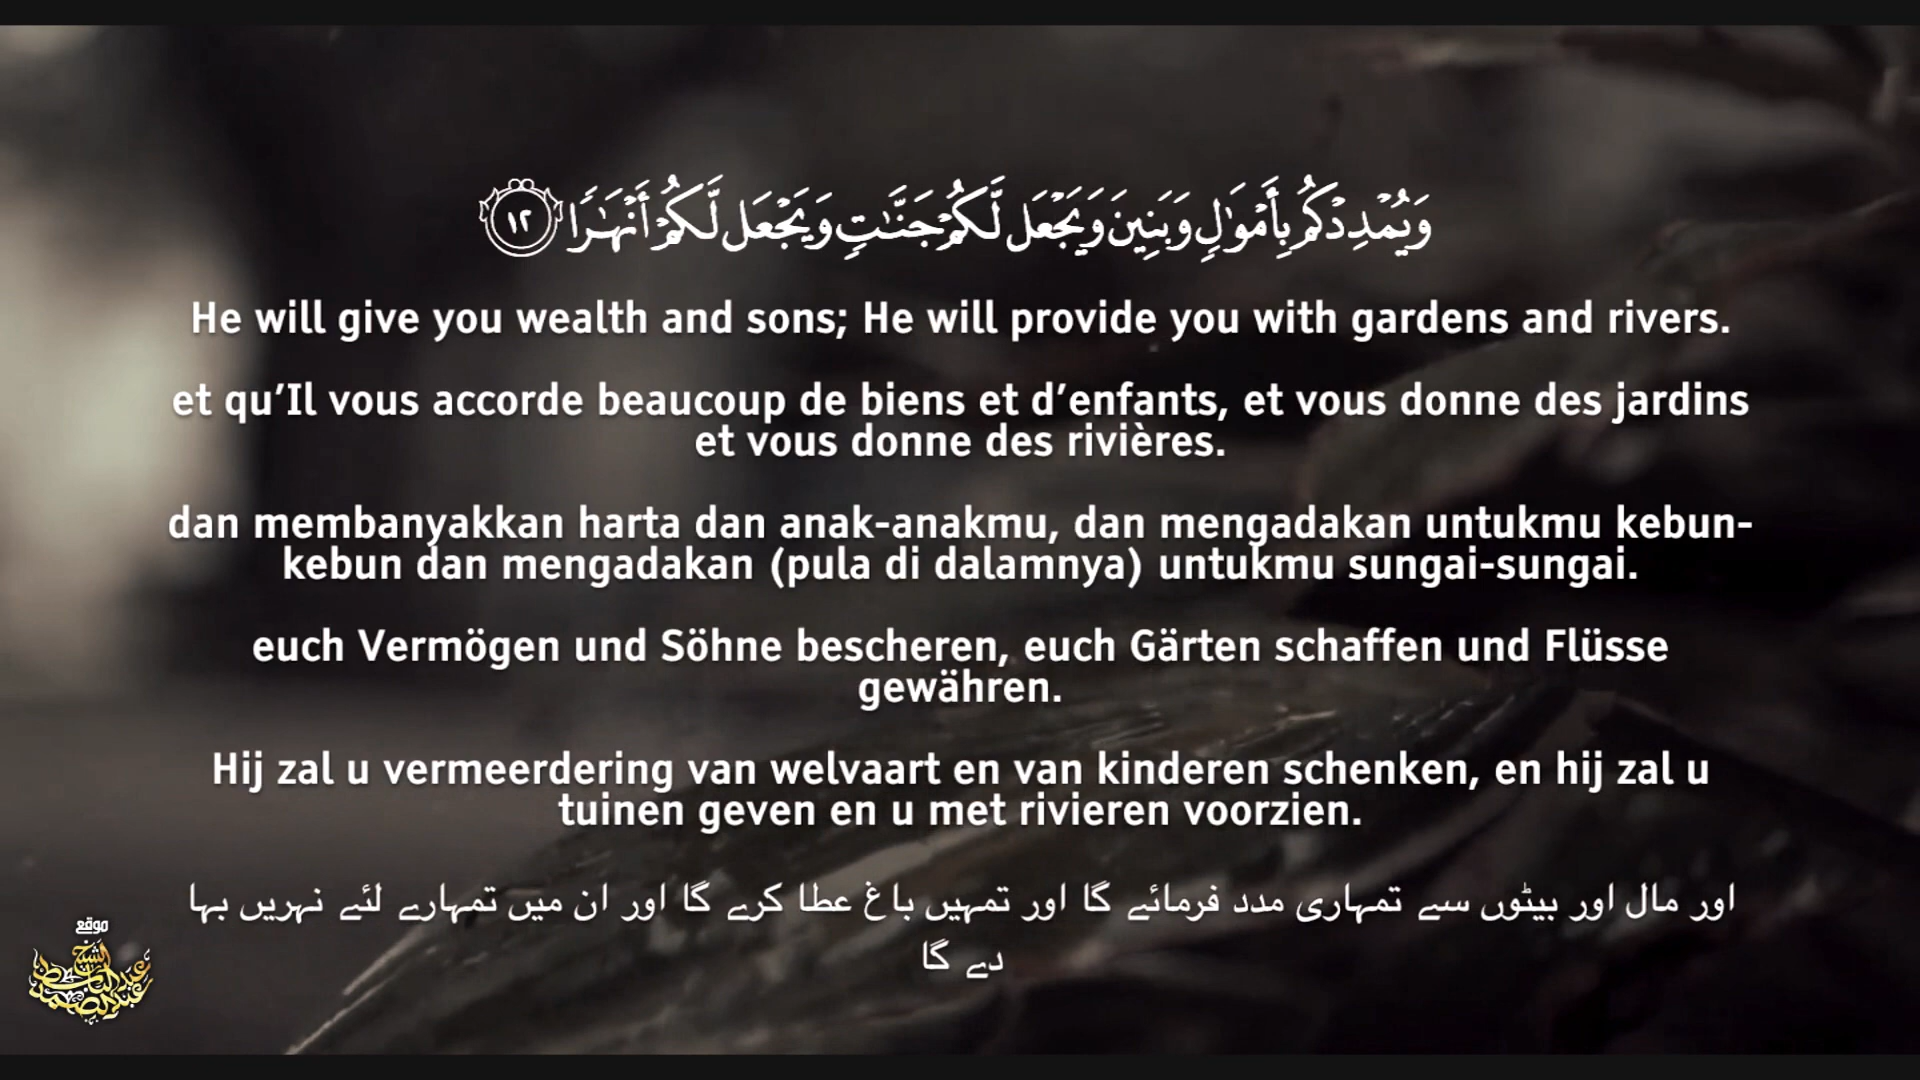 وَيُمْدِدْكُم بِأَمْوَٰلٍ وَبَنِينَ وَيَجْعَل لَّكُمْ جَنَّـٰتٍ وَيَجْعَل لَّكُمْ أَنْهَـٰرًا ١٢
He will give you wealth and sons; He will provide you with gardens and rivers.
et qu’Il vous accorde beaucoup de biens et d’enfants, et vous donne des jardins
et vous donne des rivières.
dan membanyakkan harta dan anak-anakmu, dan mengadakan untukmu kebun-
kebun dan mengadakan (pula di dalamnya) untukmu sungai-sungai.
euch Vermögen und Söhne bescheren, euch Gärten schaffen und Flüsse
gewähren.
Hij zal u vermeerdering van welvaart en van kinderen schenken, en hij zal u
tuinen geven en u met rivieren voorzien.
اور مال اور بیٹوں سے تمہاری مدد فرمائے گا اور تمہیں باغ عطا کرے گا اور ان میں تمہارے لئے نہریں بہا
دے گا
موقع
الشيخ
عبد الباسط
عبد الصمد